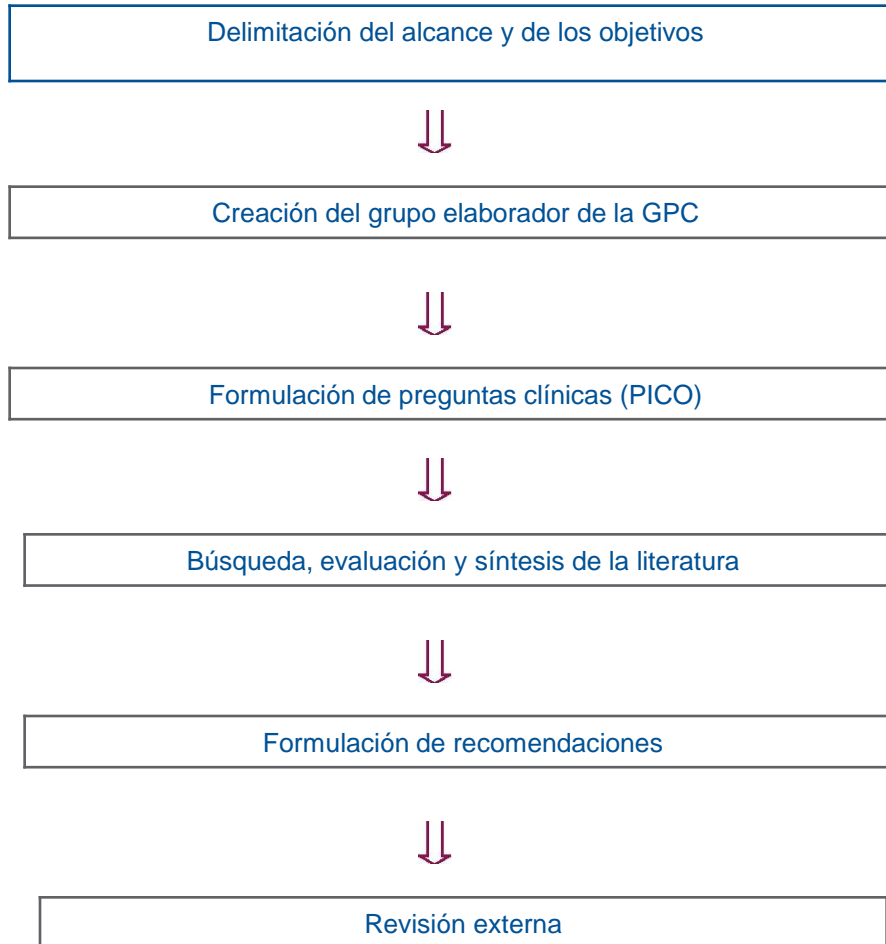 Delimitación del alcance y de los objetivos
Creación del grupo elaborador de la GPC
Formulación de preguntas clínicas (PICO)
Búsqueda, evaluación y síntesis de la literatura
Formulación de recomendaciones
Revisión externa